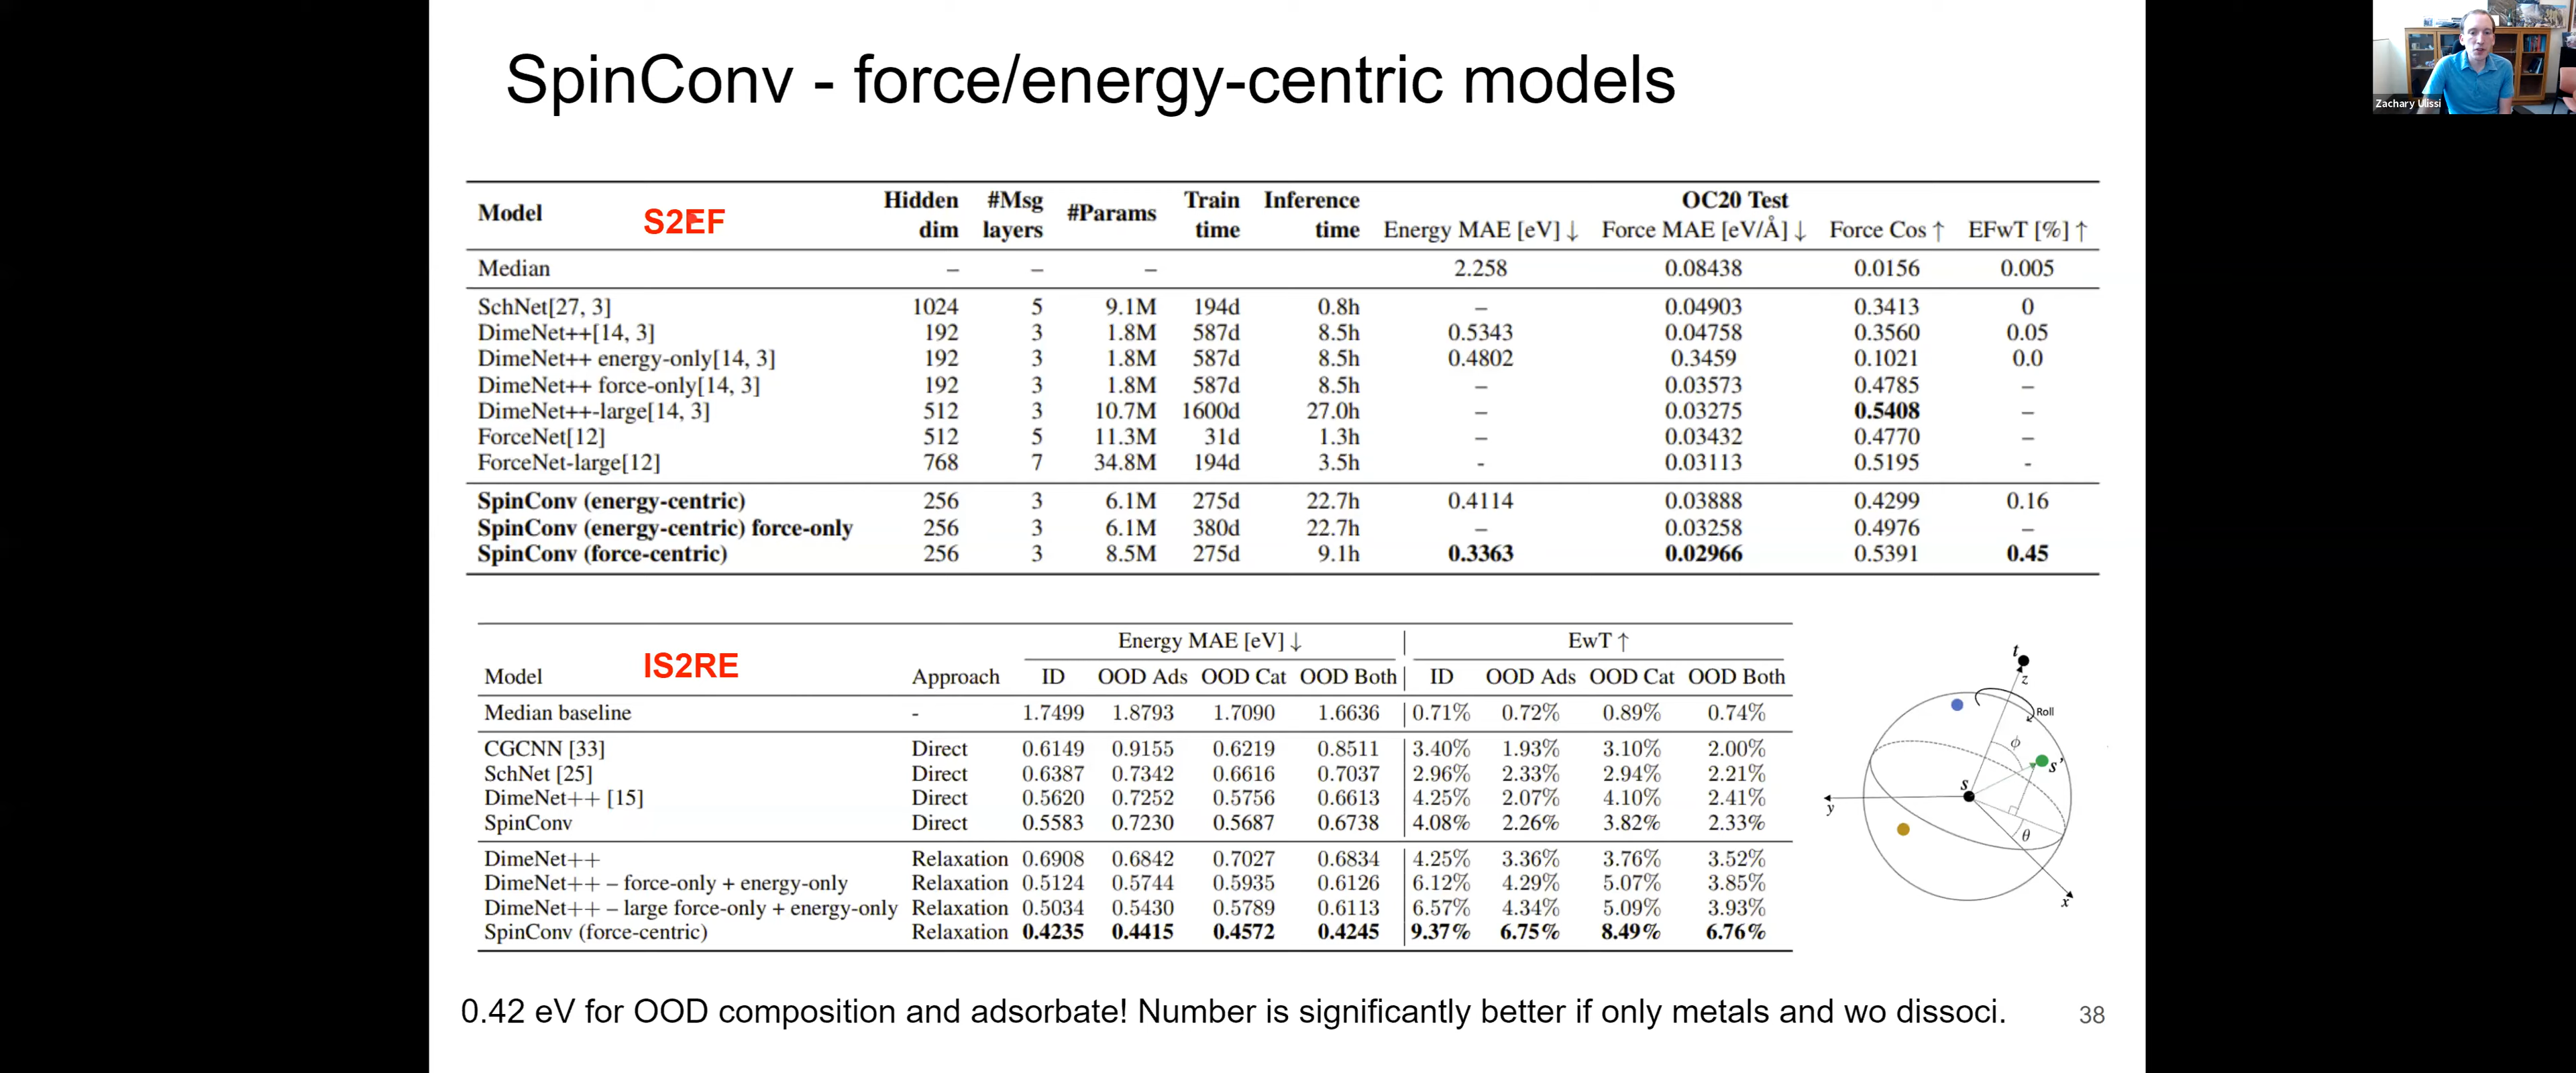 SpinConv - force/energy-centric models
Zachary Ulissi
S2EF
Model Hidden dim #Msg layers #Params Train time Inference time OC20 Test
Energy MAE [eV] ↓ Force MAE [eV/Å] ↓ Force Cos ↑ EFwT [%] ↑
Median – – – 2.258 0.08438 0.0156 0.005
SchNet[27, 3] 1024 5 9.1M 194d 0.8h – 0.04903 0.3413 0
DimeNet++[14, 3] 192 3 1.8M 587d 8.5h 0.5343 0.04758 0.3560 0.05
DimeNet++ energy-only[14, 3] 192 3 1.8M 587d 8.5h 0.4802 0.3459 0.1021 0.0
DimeNet++ force-only[14, 3] 192 3 1.8M 587d 8.5h – 0.03573 0.4785 –
DimeNet++-large[14, 3] 512 3 10.7M 1600d 27.0h – 0.03275 0.5408 –
ForceNet[12] 512 5 11.3M 31d 1.3h – 0.03432 0.4770 –
ForceNet-large[12] 768 7 34.8M 194d 3.5h - 0.03113 0.5195 -
SpinConv (energy-centric) 256 3 6.1M 275d 22.7h 0.4114 0.03888 0.4299 0.16
SpinConv (energy-centric) force-only 256 3 6.1M 380d 22.7h – 0.03258 0.4976 –
SpinConv (force-centric) 256 3 8.5M 275d 9.1h 0.3363 0.02966 0.5391 0.45
IS2RE
Energy MAE [eV] ↓ EwT ↑
Model Approach ID OOD Ads OOD Cat OOD Both ID OOD Ads OOD Cat OOD Both
Median baseline - 1.7499 1.8793 1.7090 1.6636 0.71% 0.72% 0.89% 0.74%
CGCNN [33] Direct 0.6149 0.9155 0.6219 0.8511 3.40% 1.93% 3.10% 2.00%
SchNet [25] Direct 0.6387 0.7342 0.6616 0.7037 2.96% 2.33% 2.94% 2.21%
DimeNet++ [15] Direct 0.5620 0.7252 0.5756 0.6613 4.25% 2.07% 4.10% 2.41%
SpinConv Direct 0.5583 0.7230 0.5687 0.6738 4.08% 2.26% 3.82% 2.33%
DimeNet++ Relaxation 0.6908 0.6842 0.7027 0.6834 4.25% 3.36% 3.76% 3.52%
DimeNet++ – force-only + energy-only Relaxation 0.5124 0.5744 0.5935 0.6126 6.12% 4.29% 5.07% 3.85%
DimeNet++ – large force-only + energy-only Relaxation 0.5034 0.5430 0.5789 0.6113 6.57% 4.34% 5.09% 3.93%
SpinConv (force-centric) Relaxation 0.4235 0.4415 0.4572 0.4245 9.37% 6.75% 8.49% 6.76%
t
z
Roll
ϕ
s'
s
y
θ
x
0.42 eV for OOD composition and adsorbate! Number is significantly better if only metals and wo dissoci.
38